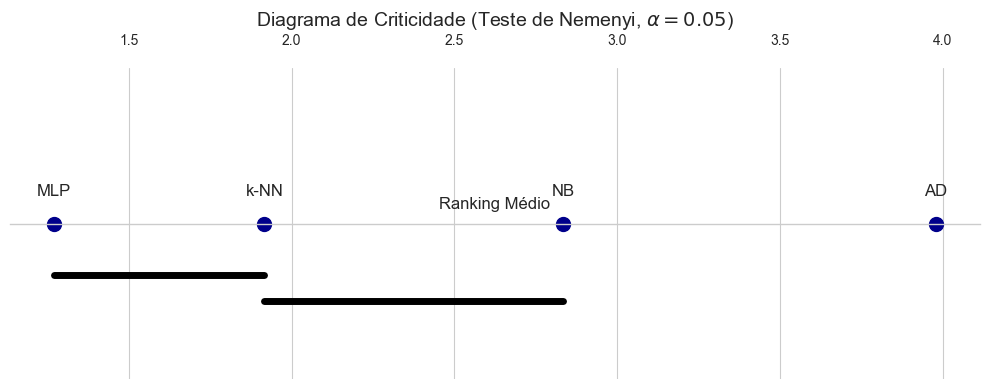 Diagrama de Criticidade (Teste de Nemenyi, α = 0.05)
1.5 2.0 2.5 3.0 3.5 4.0
MLP k-NN NB AD
Ranking Médio